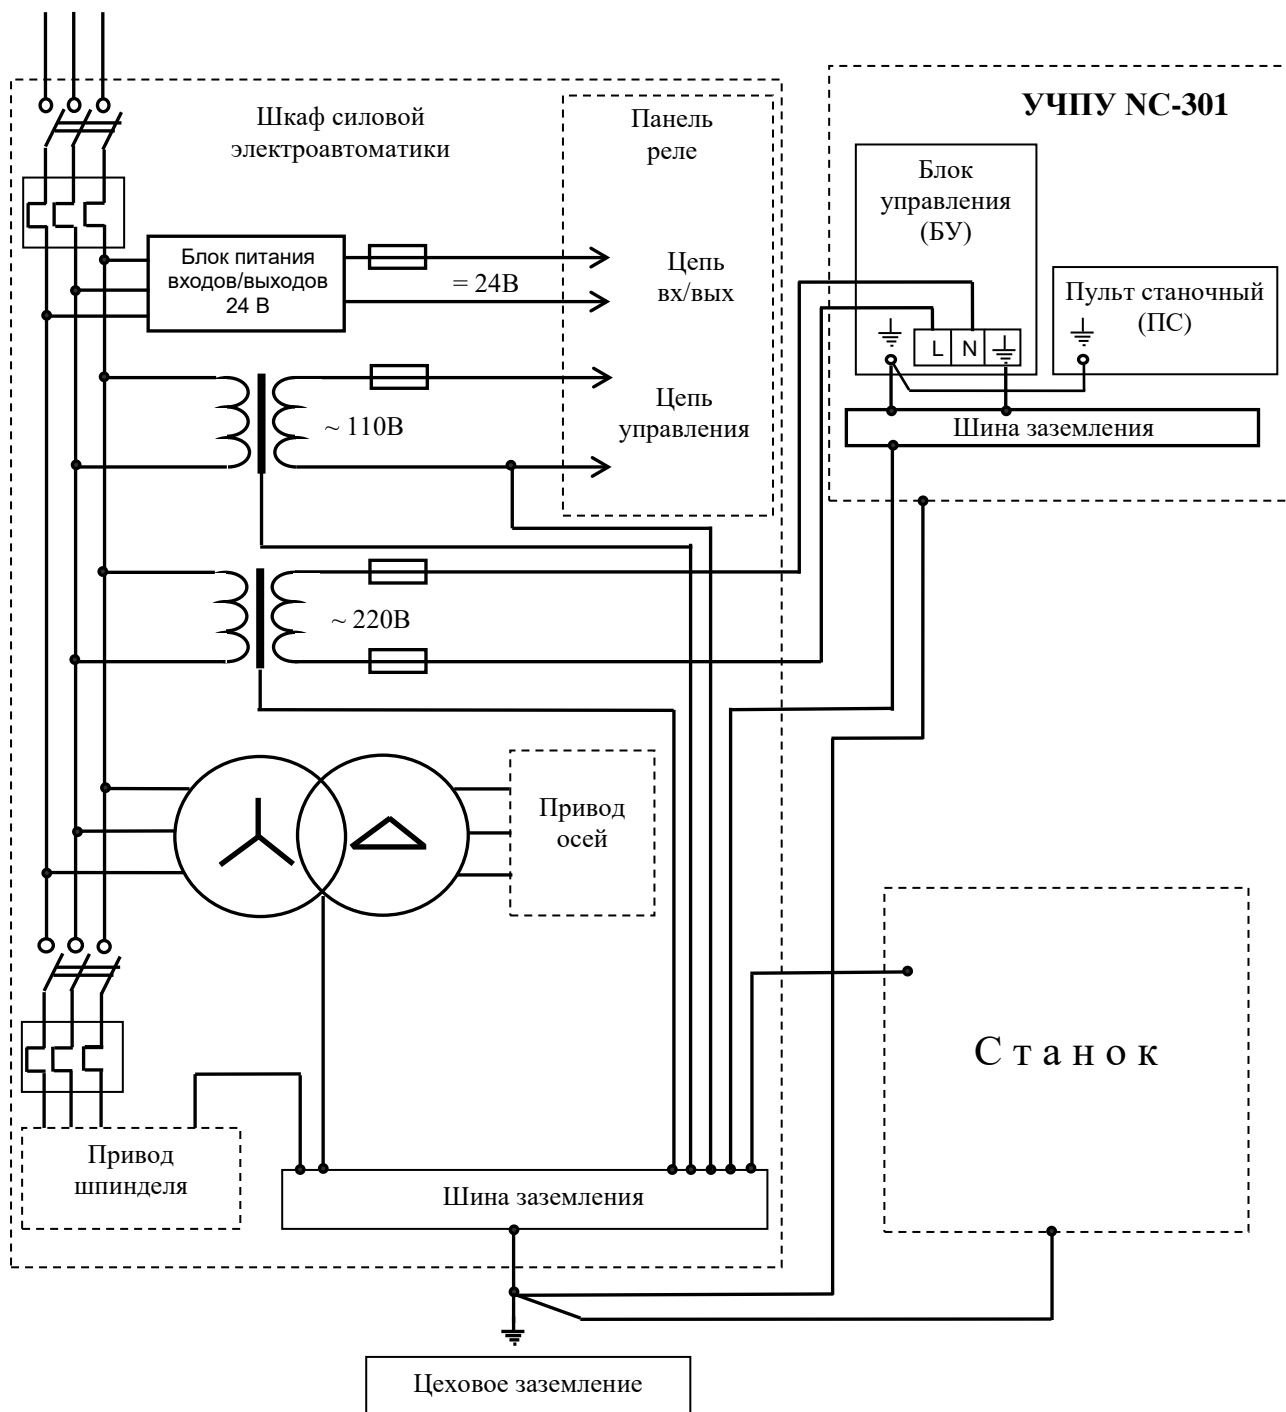 УЧПУ NC-301
Шкаф силовой
электроавтоматики
Панель
реле
Блок
управления
(БУ)
Блок питания
входов/выходов
24 В
= 24В
Цепь
вх/вых
Пульт станочный
(ПС)
L N
~ 110В
Цепь
управления
Шина заземления
~ 220В
Привод
осей
Станок
Привод
шпинделя
Шина заземления
Цеховое заземление